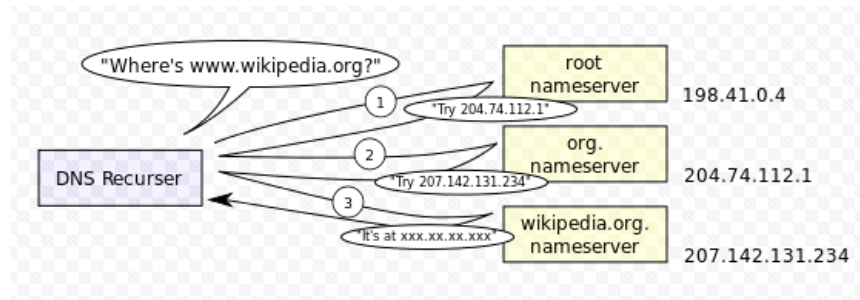 "Where's www.wikipedia.org?"
root
nameserver
198.41.0.4
1
"Try 204.74.112.1"
org.
nameserver
204.74.112.1
2
"Try 207.142.131.234"
DNS Recurser
3
wikipedia.org.
nameserver
"It's at xxx.xx.xx.xxx"
207.142.131.234